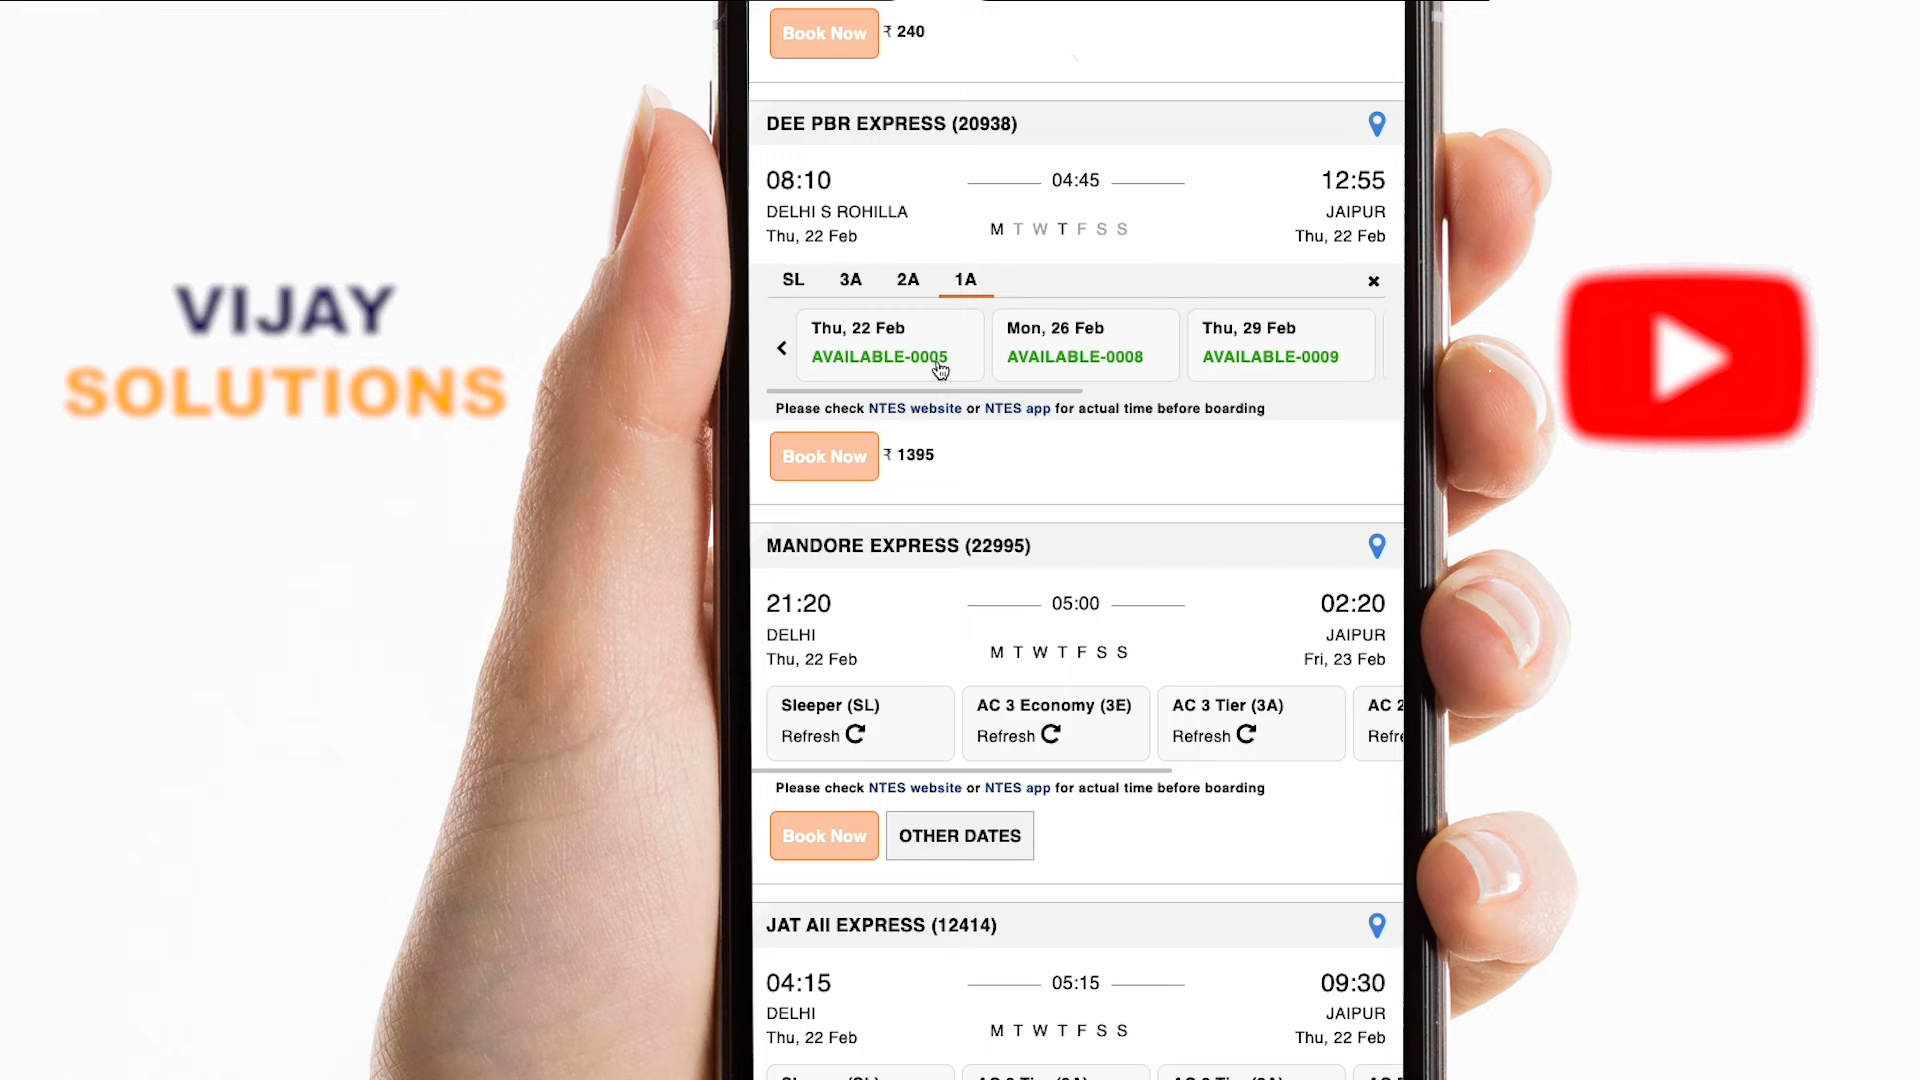 VIJAY
SOLUTIONS
Book Now ₹ 240
DEE PBR EXPRESS (20938)
08:10 04:45 12:55
DELHI S ROHILLA JAIPUR
Thu, 22 Feb M T W T F S S Thu, 22 Feb
SL 3A 2A 1A
Thu, 22 Feb Mon, 26 Feb Thu, 29 Feb
AVAILABLE-0005 AVAILABLE-0008 AVAILABLE-0009
Please check NTES website or NTES app for actual time before boarding
Book Now ₹ 1395
MANDORE EXPRESS (22995)
21:20 05:00 02:20
DELHI JAIPUR
Thu, 22 Feb M T W T F S S Fri, 23 Feb
Sleeper (SL) AC 3 Economy (3E) AC 3 Tier (3A) AC 2
Refresh Refresh Refresh Refre
Please check NTES website or NTES app for actual time before boarding
Book Now OTHER DATES
JAT AII EXPRESS (12414)
04:15 05:15 09:30
DELHI JAIPUR
Thu, 22 Feb M T W T F S S Thu, 22 Feb